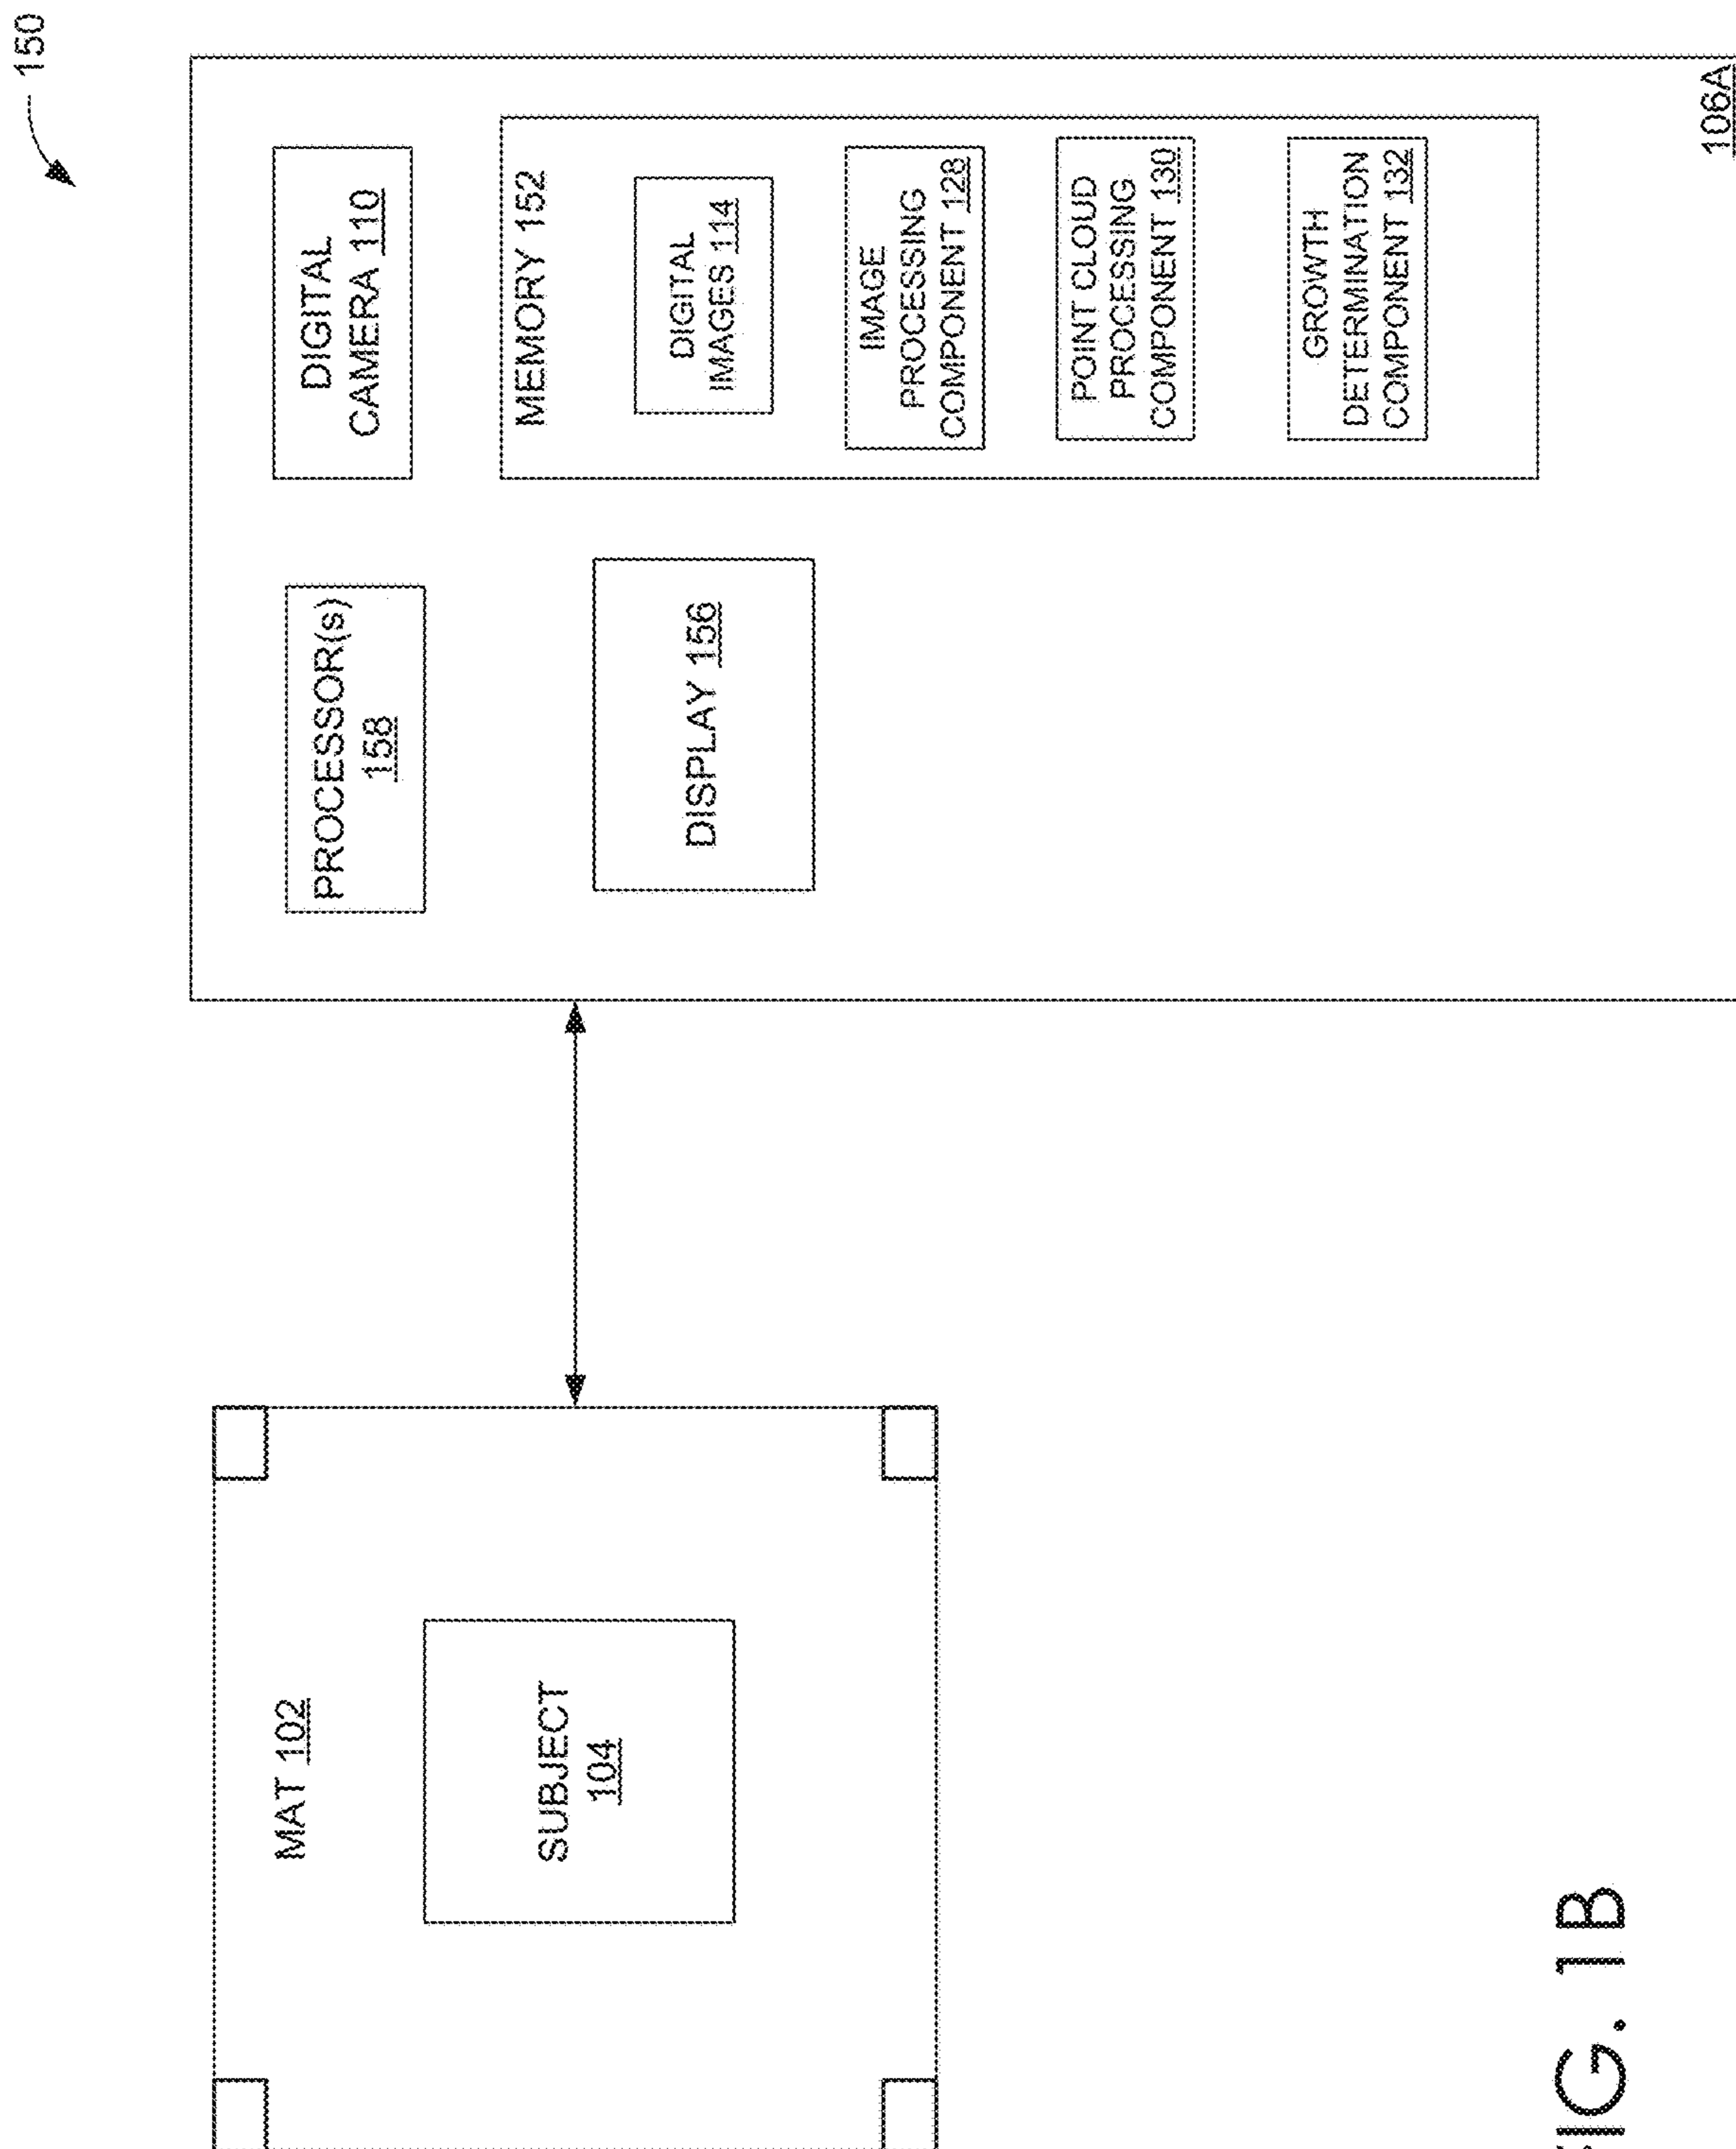 150
MAT 102
SUBJECT
104
PROCESSOR(s)
158
DISPLAY 156
DIGITAL
CAMERA 110
MEMORY 152
DIGITAL
IMAGES 114
IMAGE
PROCESSING
COMPONENT 128
POINT CLOUD
PROCESSING
COMPONENT 130
GROWTH
DETERMINATION
COMPONENT 132
106A
FIG. 1B